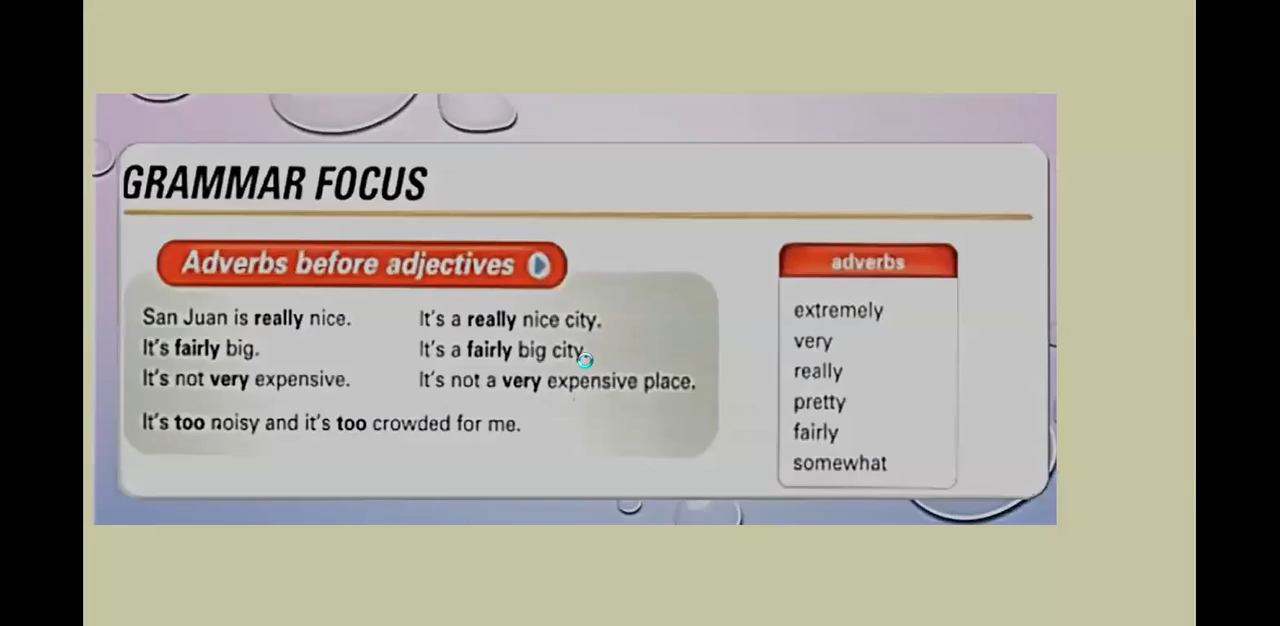 GRAMMAR FOCUS
Adverbs before adjectives
San Juan is really nice.
It's fairly big.
It's not very expensive.
It's a really nice city.
It's a fairly big city.
It's not a very expensive place.
It's too noisy and it's too crowded for me.
adverbs
extremely
very
really
pretty
fairly
somewhat